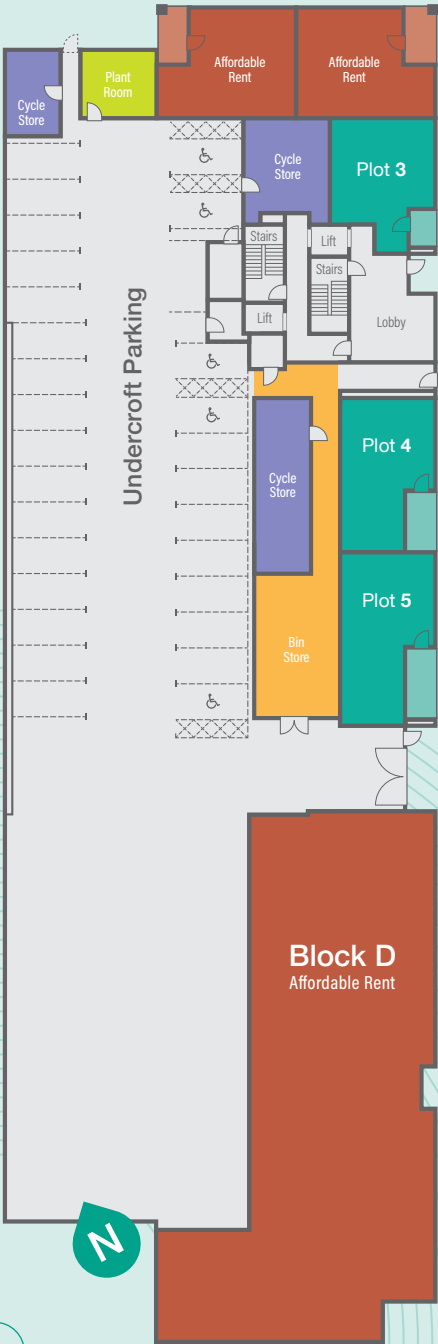 Affordable
Rent
Affordable
Rent
Plant
Room
Cycle
Store
Cycle
Store
Plot 3
Stairs
Lift
Stairs
Lift
Lobby
Undercroft Parking
Plot 4
Cycle
Store
Plot 5
Bin
Store
Block D
Affordable Rent
N